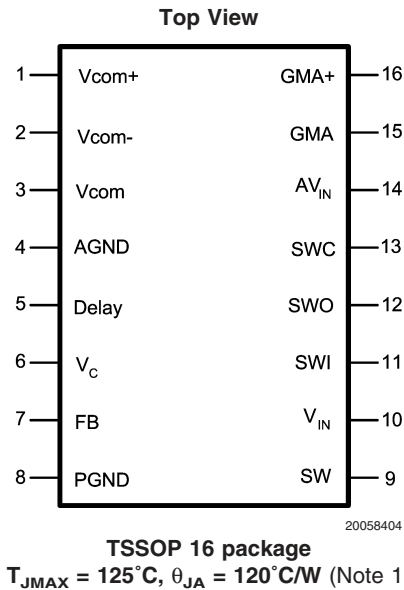 Top View
1 Vcom+ GMA+ 16
2 Vcom- GMA 15
3 Vcom AV_IN 14
4 AGND SWC 13
5 Delay SWO 12
6 V_C SWI 11
7 FB V_IN 10
8 PGND SW 9
20058404
TSSOP 16 package
T_JMAX = 125˚C, θ_JA = 120˚C/W (Note 1